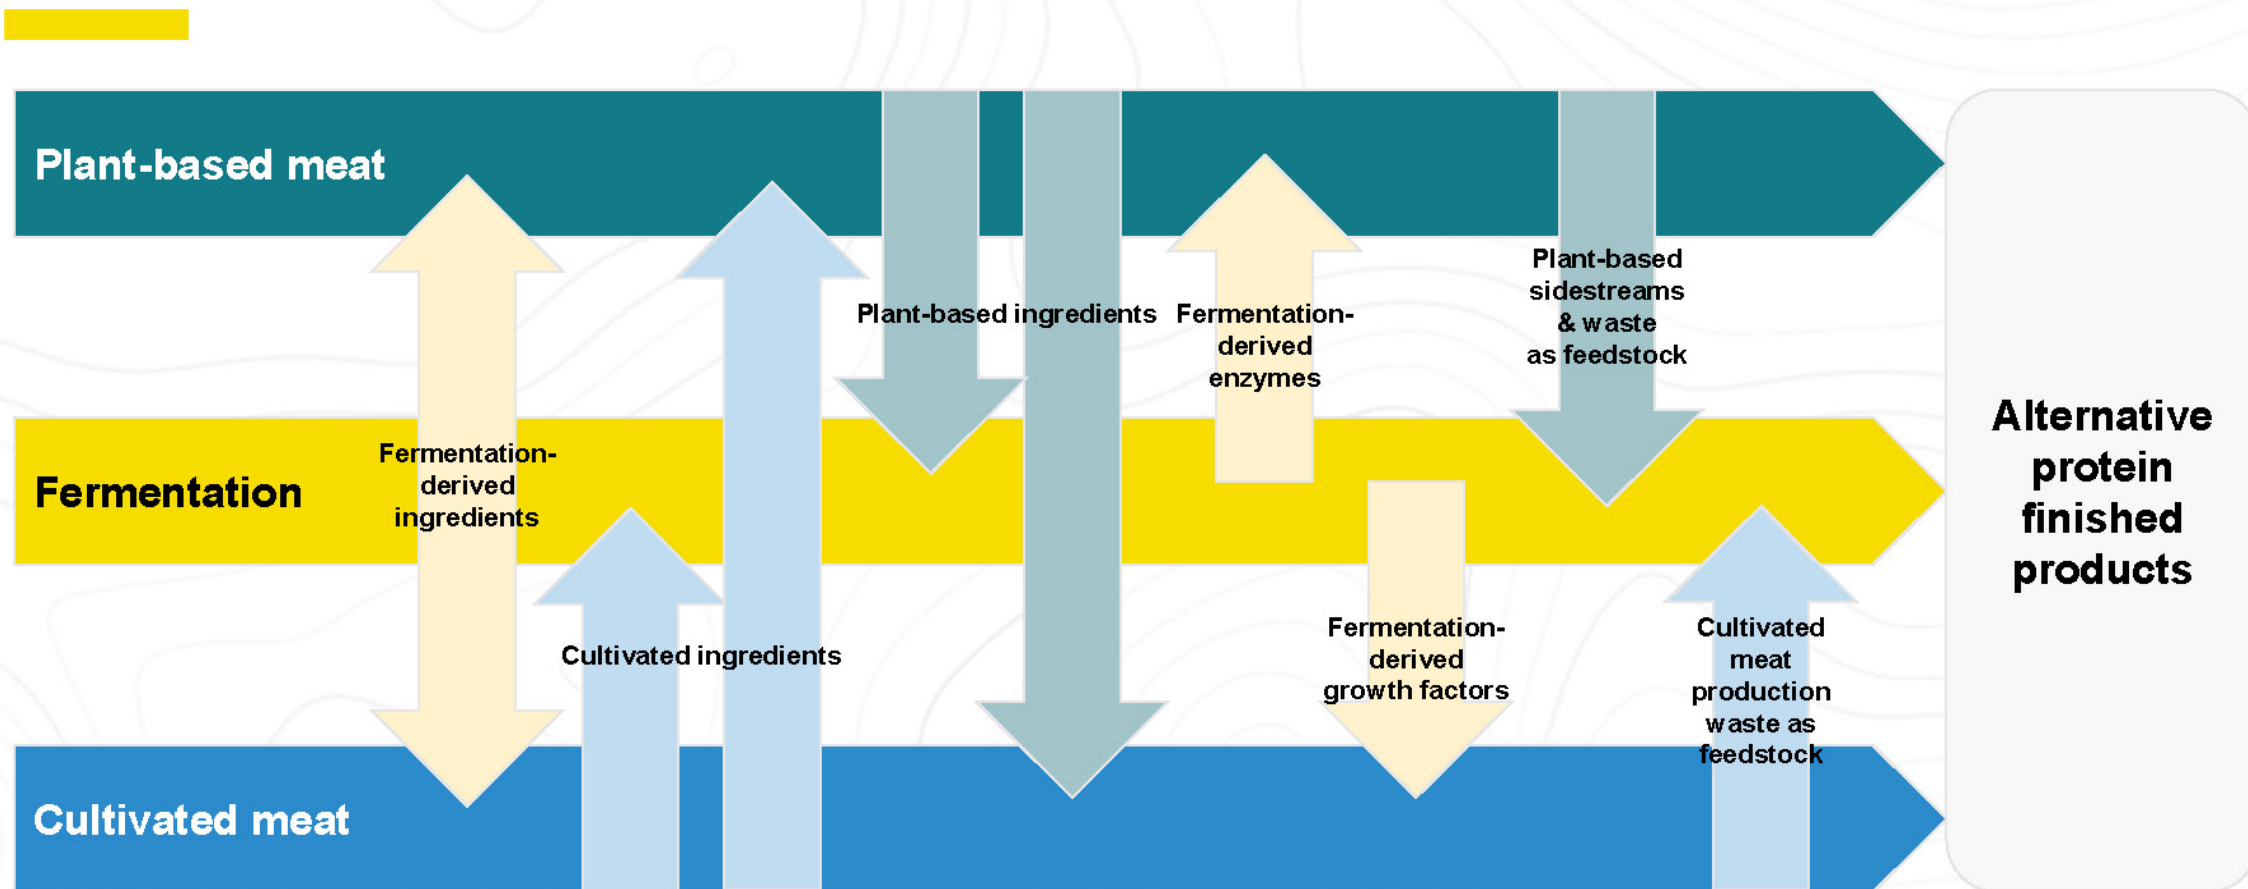 Plant-based meat
Plant-based
sidestreams
& waste
as feedstock
Plant-based ingredients
Fermentation-
derived
enzymes
Fermentation
Fermentation-
derived
ingredients
Alternative
protein
finished
products
Cultivated ingredients
Fermentation-
derived
growth factors
Cultivated
meat
production
waste as
feedstock
Cultivated meat